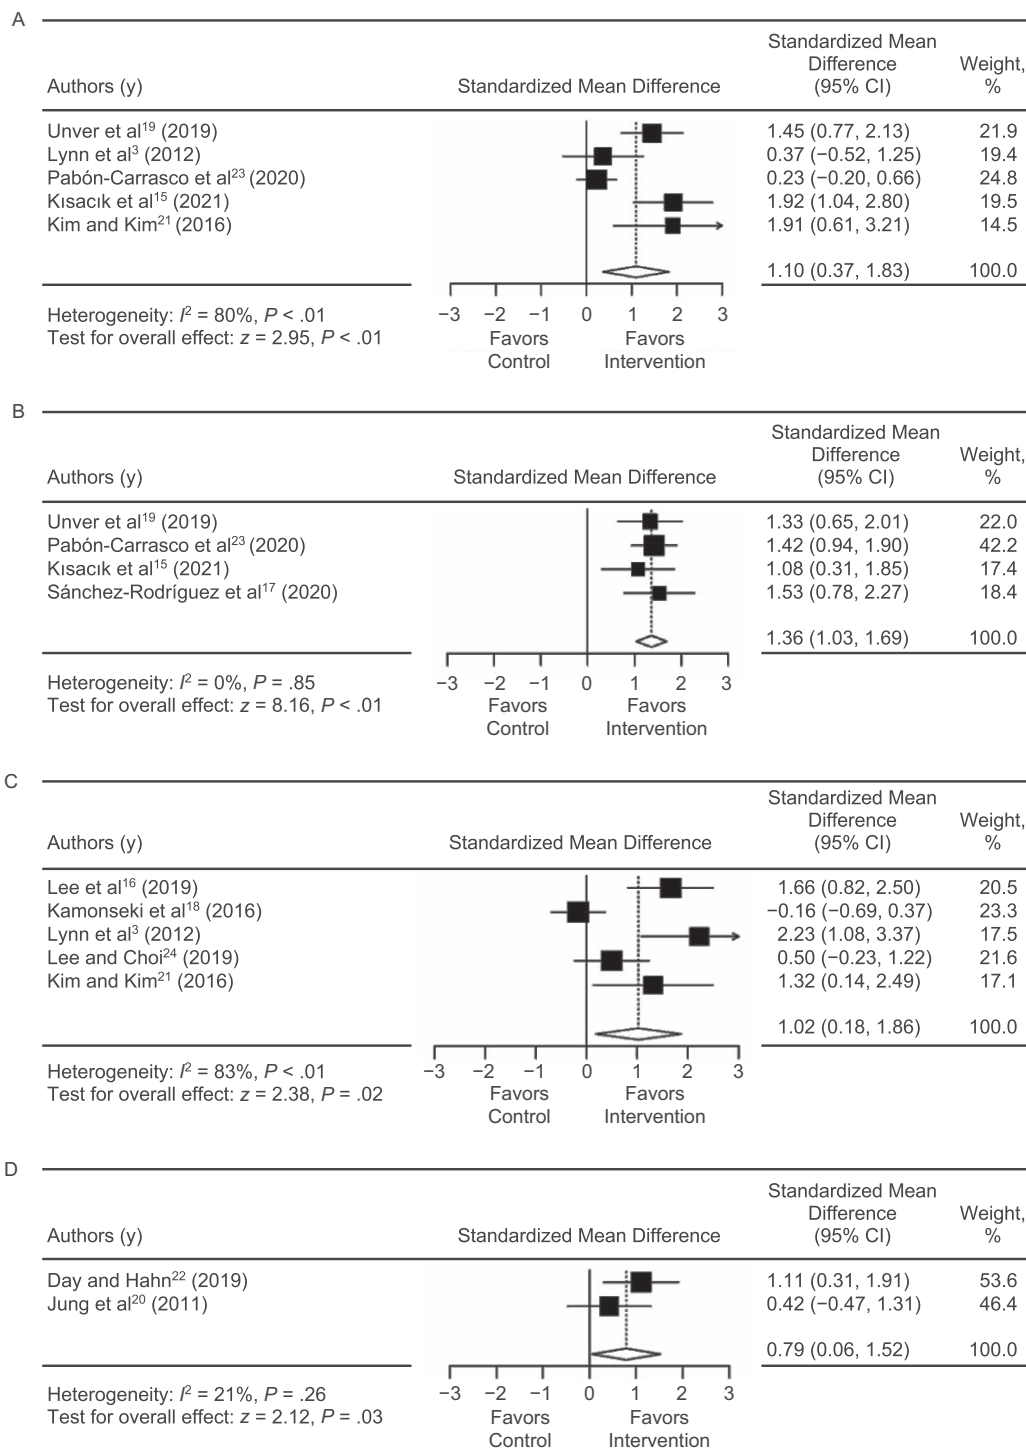 A
Authors (y) Standardized Mean Difference Standardized Mean Difference (95% CI) Weight, %
Unver et al19 (2019) 1.45 (0.77, 2.13) 21.9
Lynn et al3 (2012) 0.37 (−0.52, 1.25) 19.4
Pabón-Carrasco et al23 (2020) 0.23 (−0.20, 0.66) 24.8
Kısacık et al15 (2021) 1.92 (1.04, 2.80) 19.5
Kim and Kim21 (2016) 1.91 (0.61, 3.21) 14.5
1.10 (0.37, 1.83) 100.0
Heterogeneity: I2 = 80%, P < .01
Test for overall effect: z = 2.95, P < .01
−3 −2 −1 0 1 2 3
Favors Control Favors Intervention
B
Authors (y) Standardized Mean Difference Standardized Mean Difference (95% CI) Weight, %
Unver et al19 (2019) 1.33 (0.65, 2.01) 22.0
Pabón-Carrasco et al23 (2020) 1.42 (0.94, 1.90) 42.2
Kısacık et al15 (2021) 1.08 (0.31, 1.85) 17.4
Sánchez-Rodríguez et al17 (2020) 1.53 (0.78, 2.27) 18.4
1.36 (1.03, 1.69) 100.0
Heterogeneity: I2 = 0%, P = .85
Test for overall effect: z = 8.16, P < .01
−3 −2 −1 0 1 2 3
Favors Control Favors Intervention
C
Authors (y) Standardized Mean Difference Standardized Mean Difference (95% CI) Weight, %
Lee et al16 (2019) 1.66 (0.82, 2.50) 20.5
Kamonseki et al18 (2016) −0.16 (−0.69, 0.37) 23.3
Lynn et al3 (2012) 2.23 (1.08, 3.37) 17.5
Lee and Choi24 (2019) 0.50 (−0.23, 1.22) 21.6
Kim and Kim21 (2016) 1.32 (0.14, 2.49) 17.1
1.02 (0.18, 1.86) 100.0
Heterogeneity: I2 = 83%, P < .01
Test for overall effect: z = 2.38, P = .02
−3 −2 −1 0 1 2 3
Favors Control Favors Intervention
D
Authors (y) Standardized Mean Difference Standardized Mean Difference (95% CI) Weight, %
Day and Hahn22 (2019) 1.11 (0.31, 1.91) 53.6
Jung et al20 (2011) 0.42 (−0.47, 1.31) 46.4
0.79 (0.06, 1.52) 100.0
Heterogeneity: I2 = 21%, P = .26
Test for overall effect: z = 2.12, P = .03
−3 −2 −1 0 1 2 3
Favors Control Favors Intervention